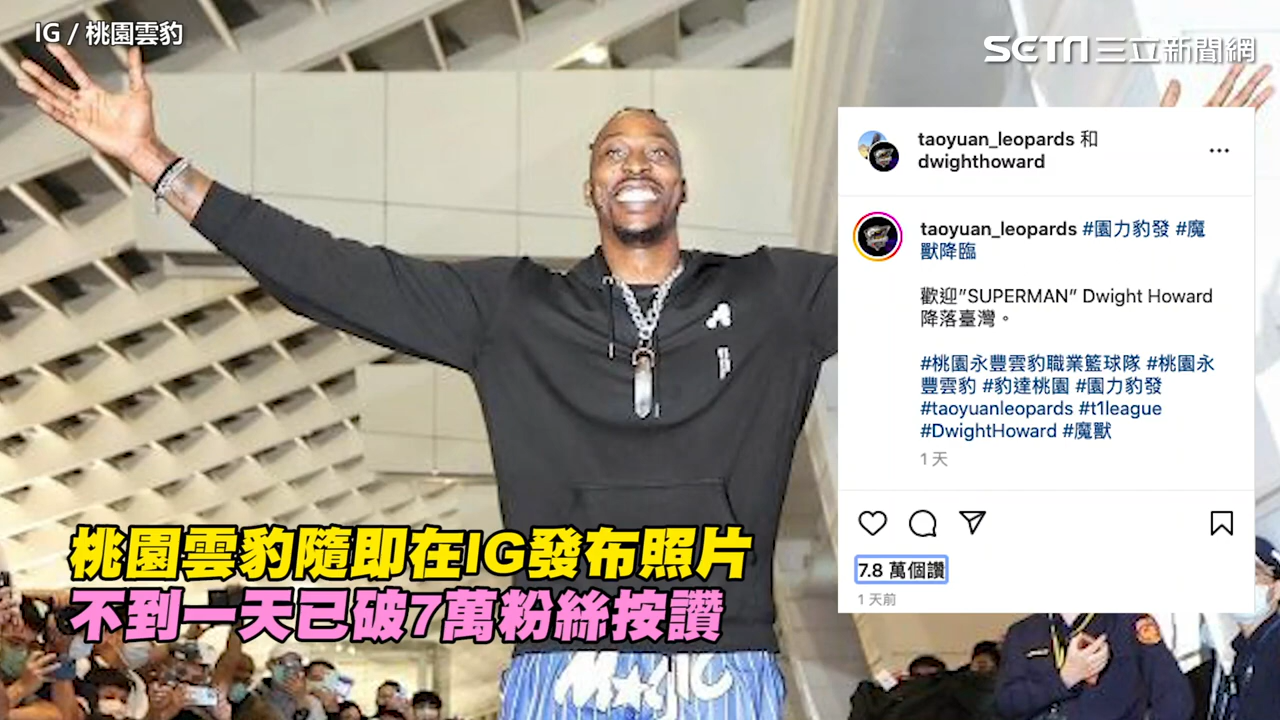 IG / 桃園雲豹
SETN三立新聞網
taoyuan_leopards 和
dwighthoward
taoyuan_leopards #園力豹發 #魔
獸降臨
歡迎”SUPERMAN” Dwight Howard
降落臺灣。
#桃園永豐雲豹職業籃球隊 #桃園永
豐雲豹 #豹達桃園 #園力豹發
#taoyuanleopards #t1league
#DwightHoward #魔獸
1 天
7.8 萬個讚
1 天前
桃園雲豹隨即在IG發布照片
不到一天已破7萬粉絲按讚
Magic